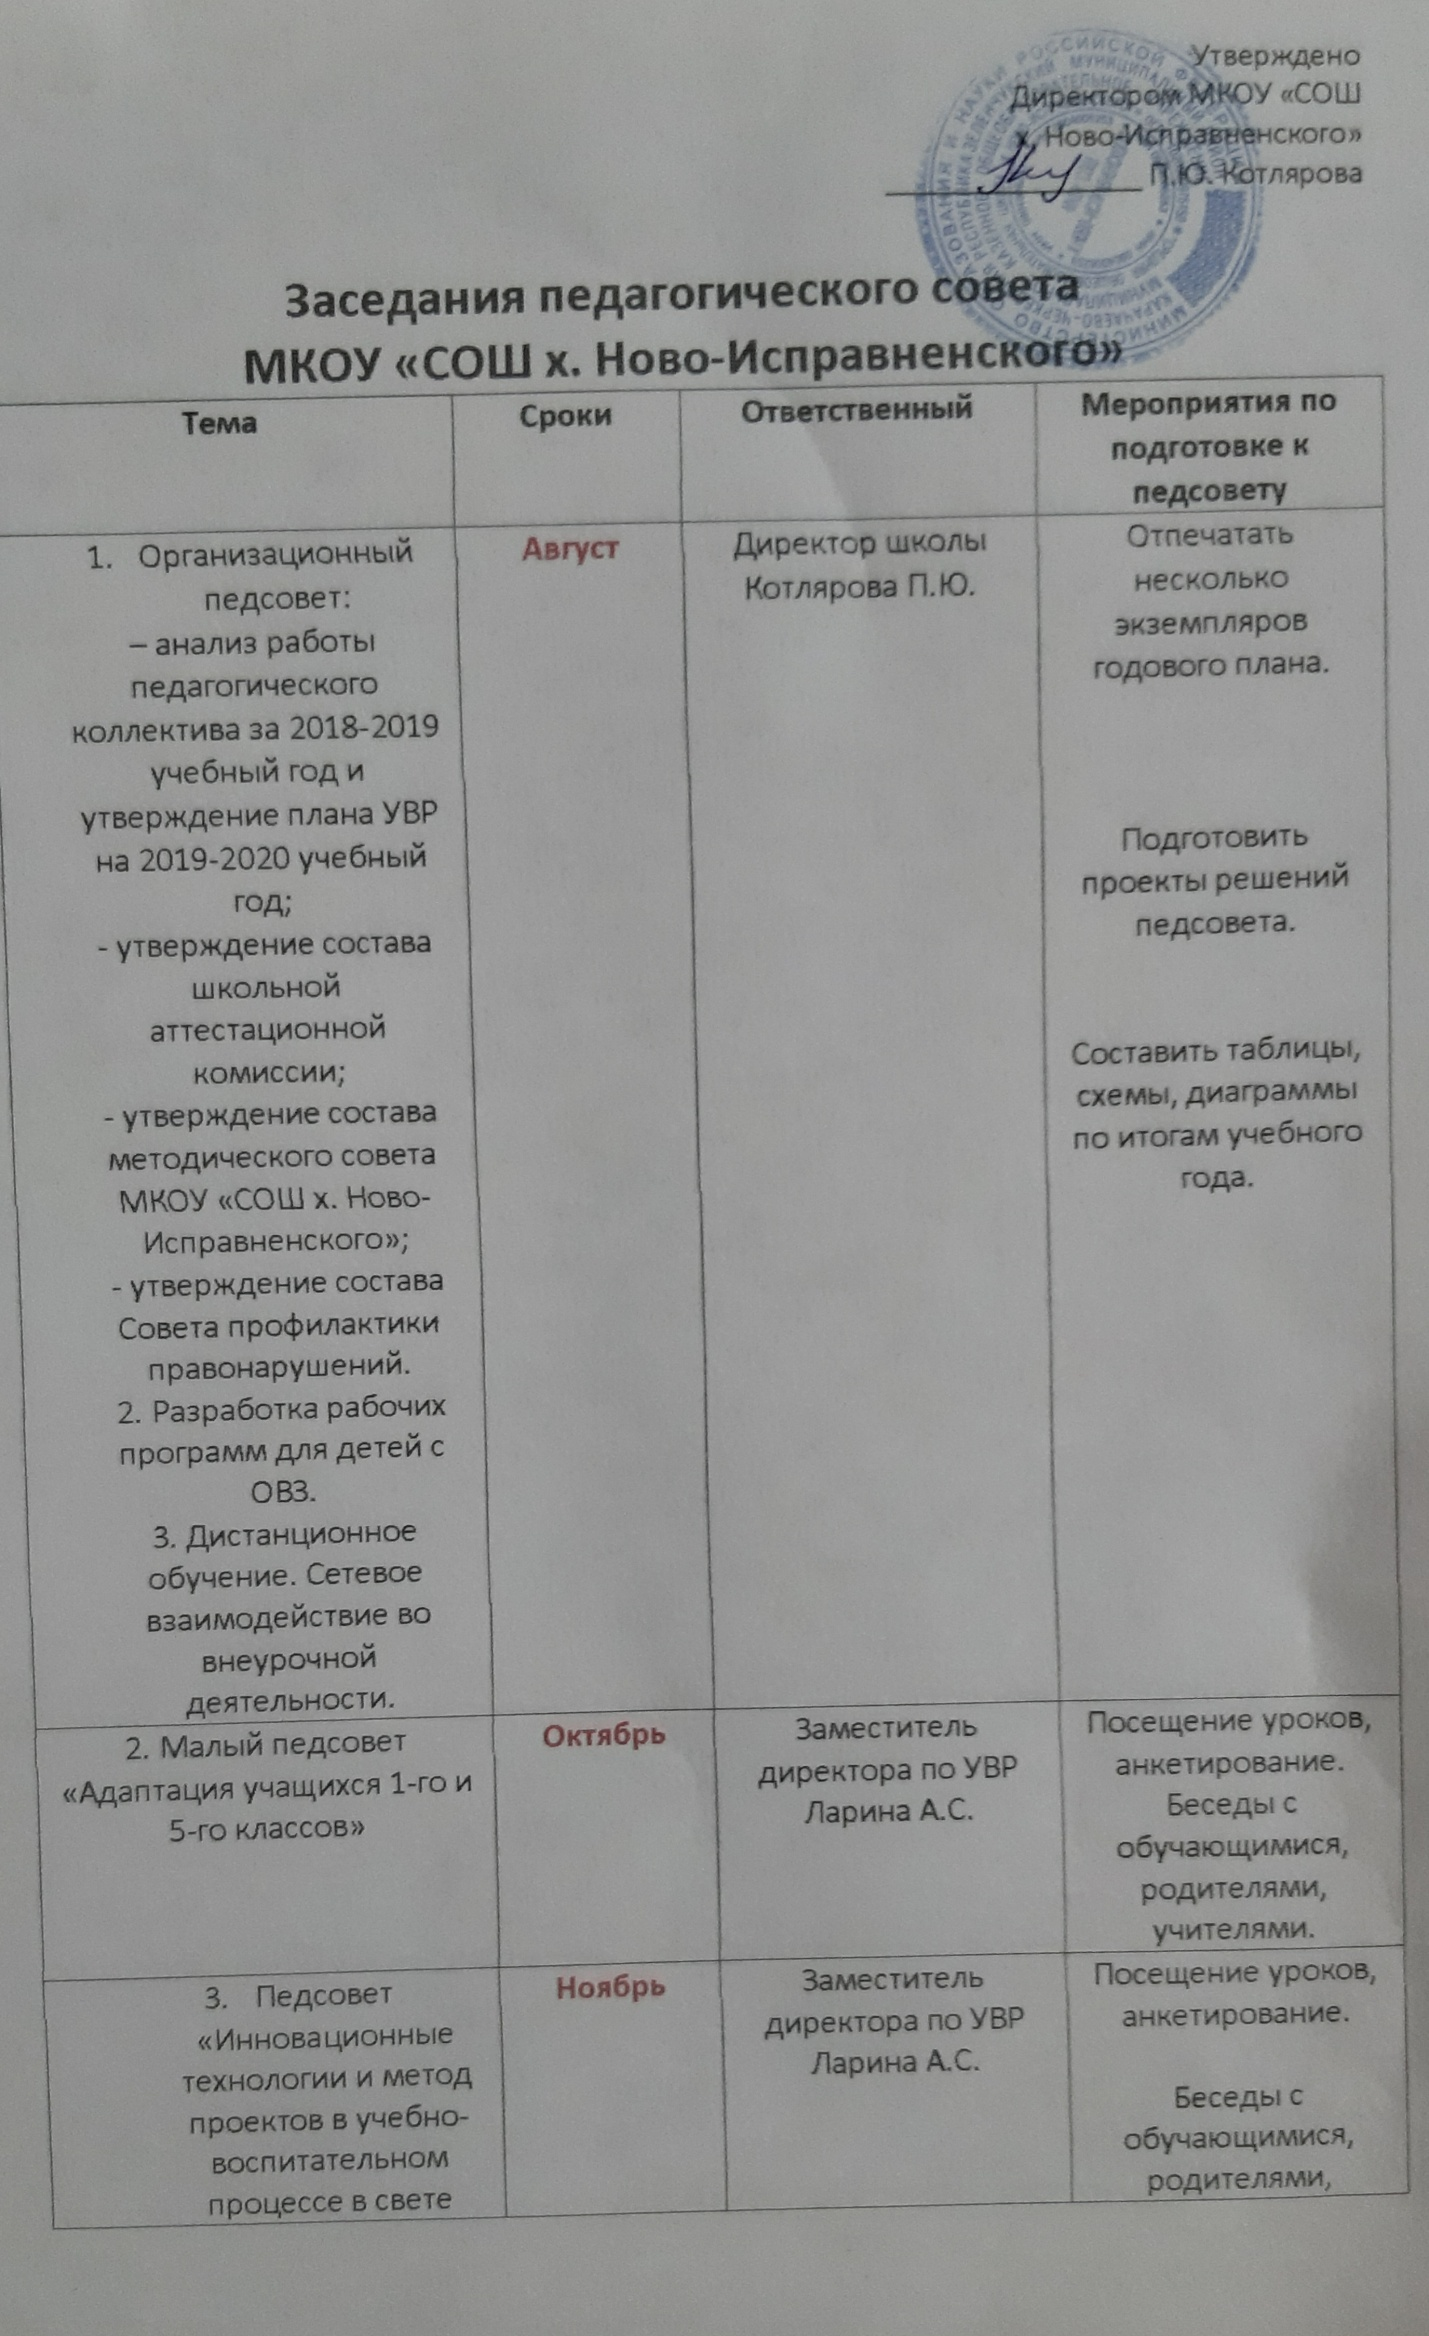 Утверждено
Директором МКОУ «СОШ
х. Ново-Исправненского»
П.Ю. Котлярова
Заседания педагогического совета
МКОУ «СОШ х. Ново-Исправненского»
Тема
Сроки
Ответственный
Мероприятия по
подготовке к
педсовету
1. Организационный
педсовет:
– анализ работы
педагогического
коллектива за 2018-2019
учебный год и
утверждение плана УВР
на 2019-2020 учебный
год;
- утверждение состава
школьной
аттестационной
комиссии;
- утверждение состава
методического совета
МКОУ «СОШ х. Ново-
Исправненского»;
- утверждение состава
Совета профилактики
правонарушений.
2. Разработка рабочих
программ для детей с
ОВЗ.
3. Дистанционное
обучение. Сетевое
взаимодействие во
внеурочной
деятельности.
Август
Директор школы
Котлярова П.Ю.
Отпечатать
несколько
экземпляров
годового плана.
Подготовить
проекты решений
педсовета.
Составить таблицы,
схемы, диаграммы
по итогам учебного
года.
2. Малый педсовет
«Адаптация учащихся 1-го и
5-го классов»
Октябрь
Заместитель
директора по УВР
Ларина А.С.
Посещение уроков,
анкетирование.
Беседы с
обучающимися,
родителями,
учителями.
3. Педсовет
«Инновационные
технологии и метод
проектов в учебно-
воспитательном
процессе в свете
Ноябрь
Заместитель
директора по УВР
Ларина А.С.
Посещение уроков,
анкетирование.
Беседы с
обучающимися,
родителями,